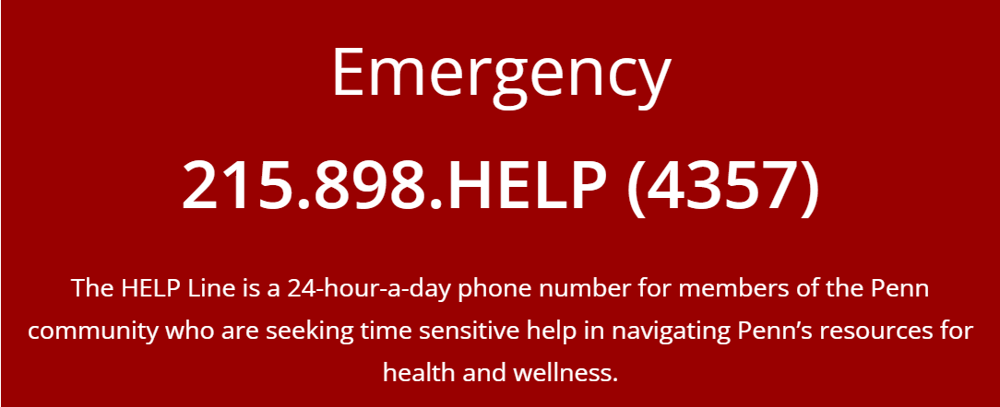 Emergency
215.898.HELP (4357)
The HELP Line is a 24-hour-a-day phone number for members of the Penn
community who are seeking time sensitive help in navigating Penn’s resources for
health and wellness.